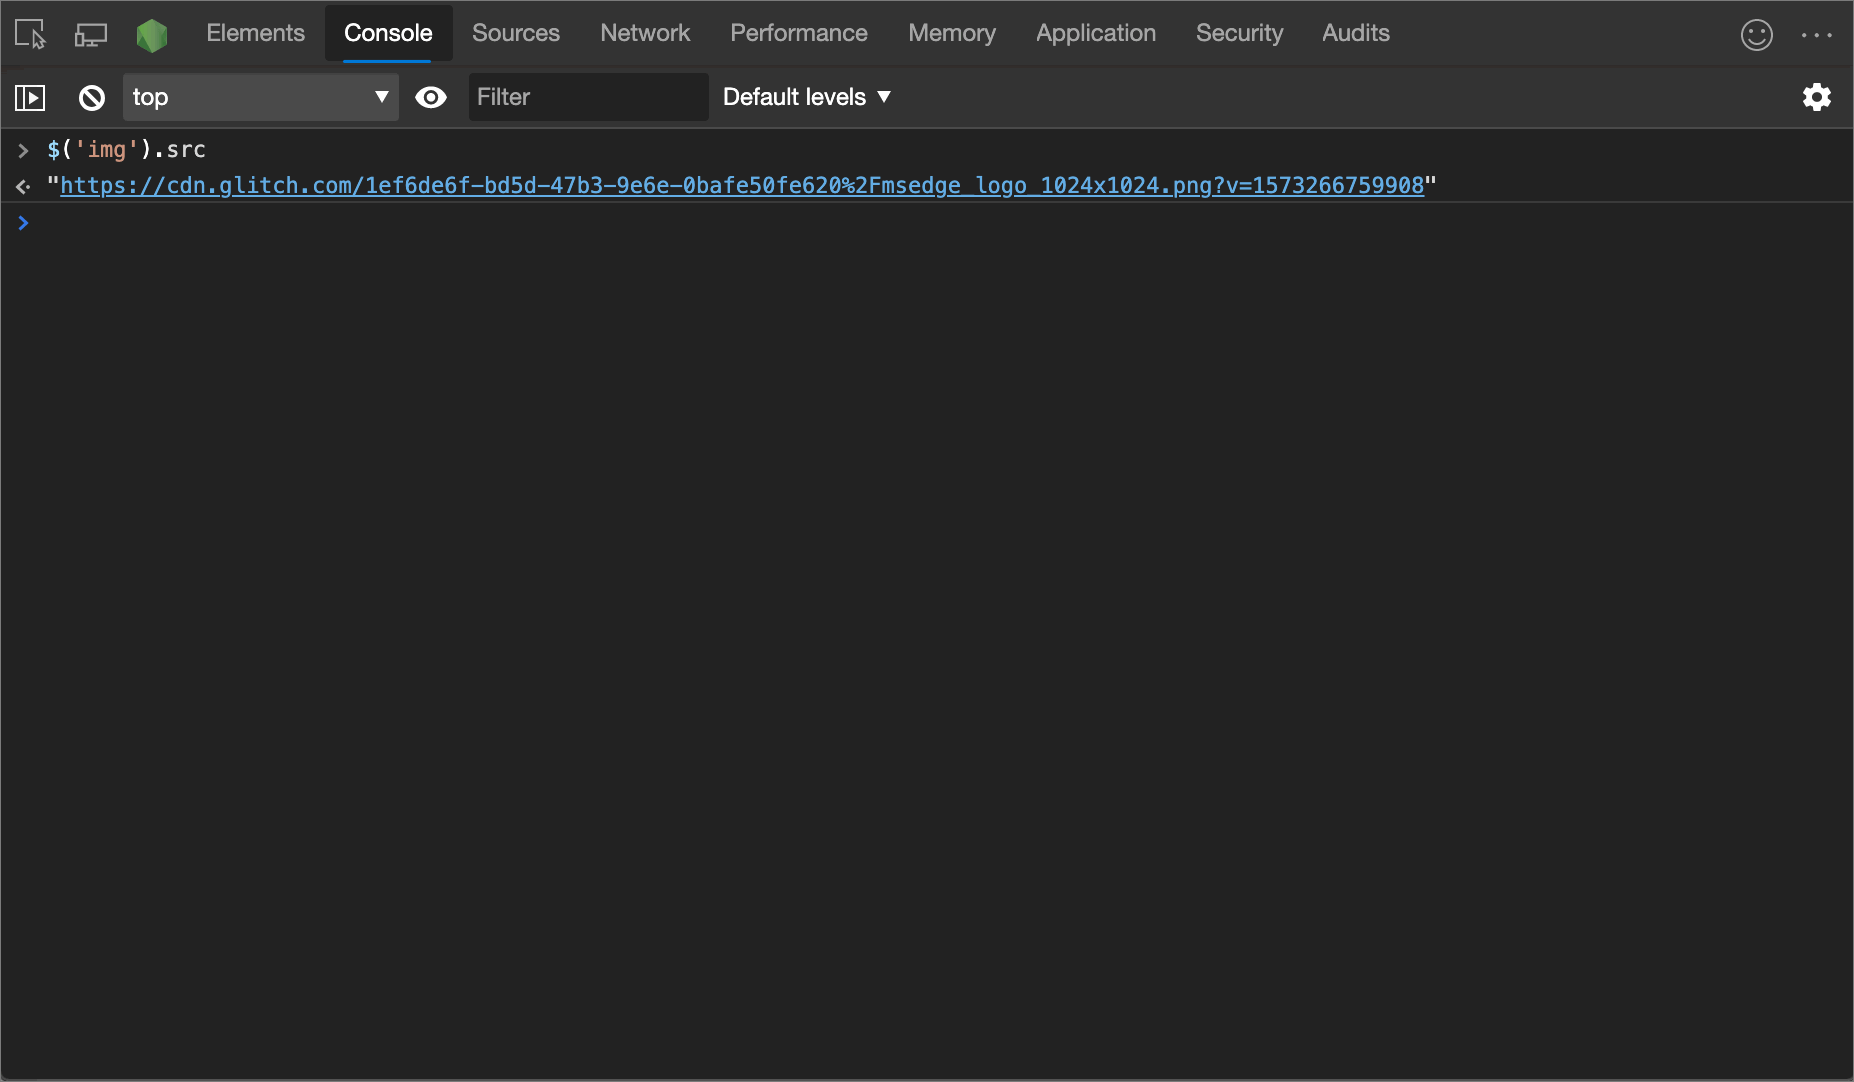 Elements Console Sources Network Performance Memory Application Security Audits
top Filter Default levels
$('img').src
"https://cdn.glitch.com/1ef6de6f-bd5d-47b3-9e6e-0bafe50fe620%2Fmsedge_logo_1024x1024.png?v=1573266759908"